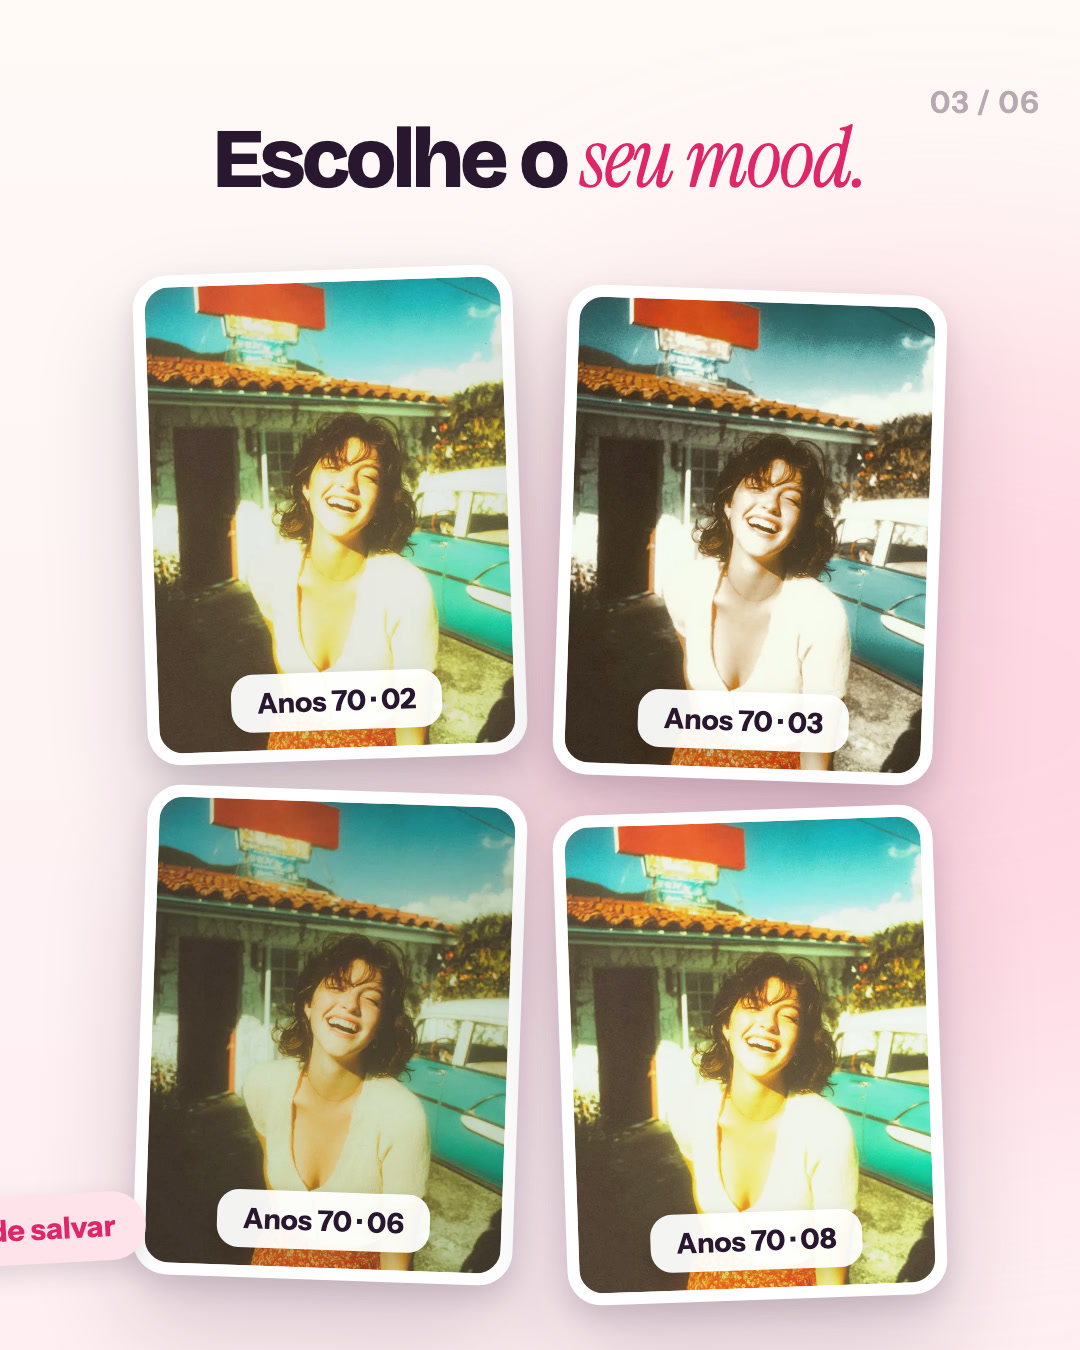 03 / 06
Escolhe o seu mood.
Anos 70 · 02
Anos 70 · 03
Anos 70 · 06
de salvar
Anos 70 · 08